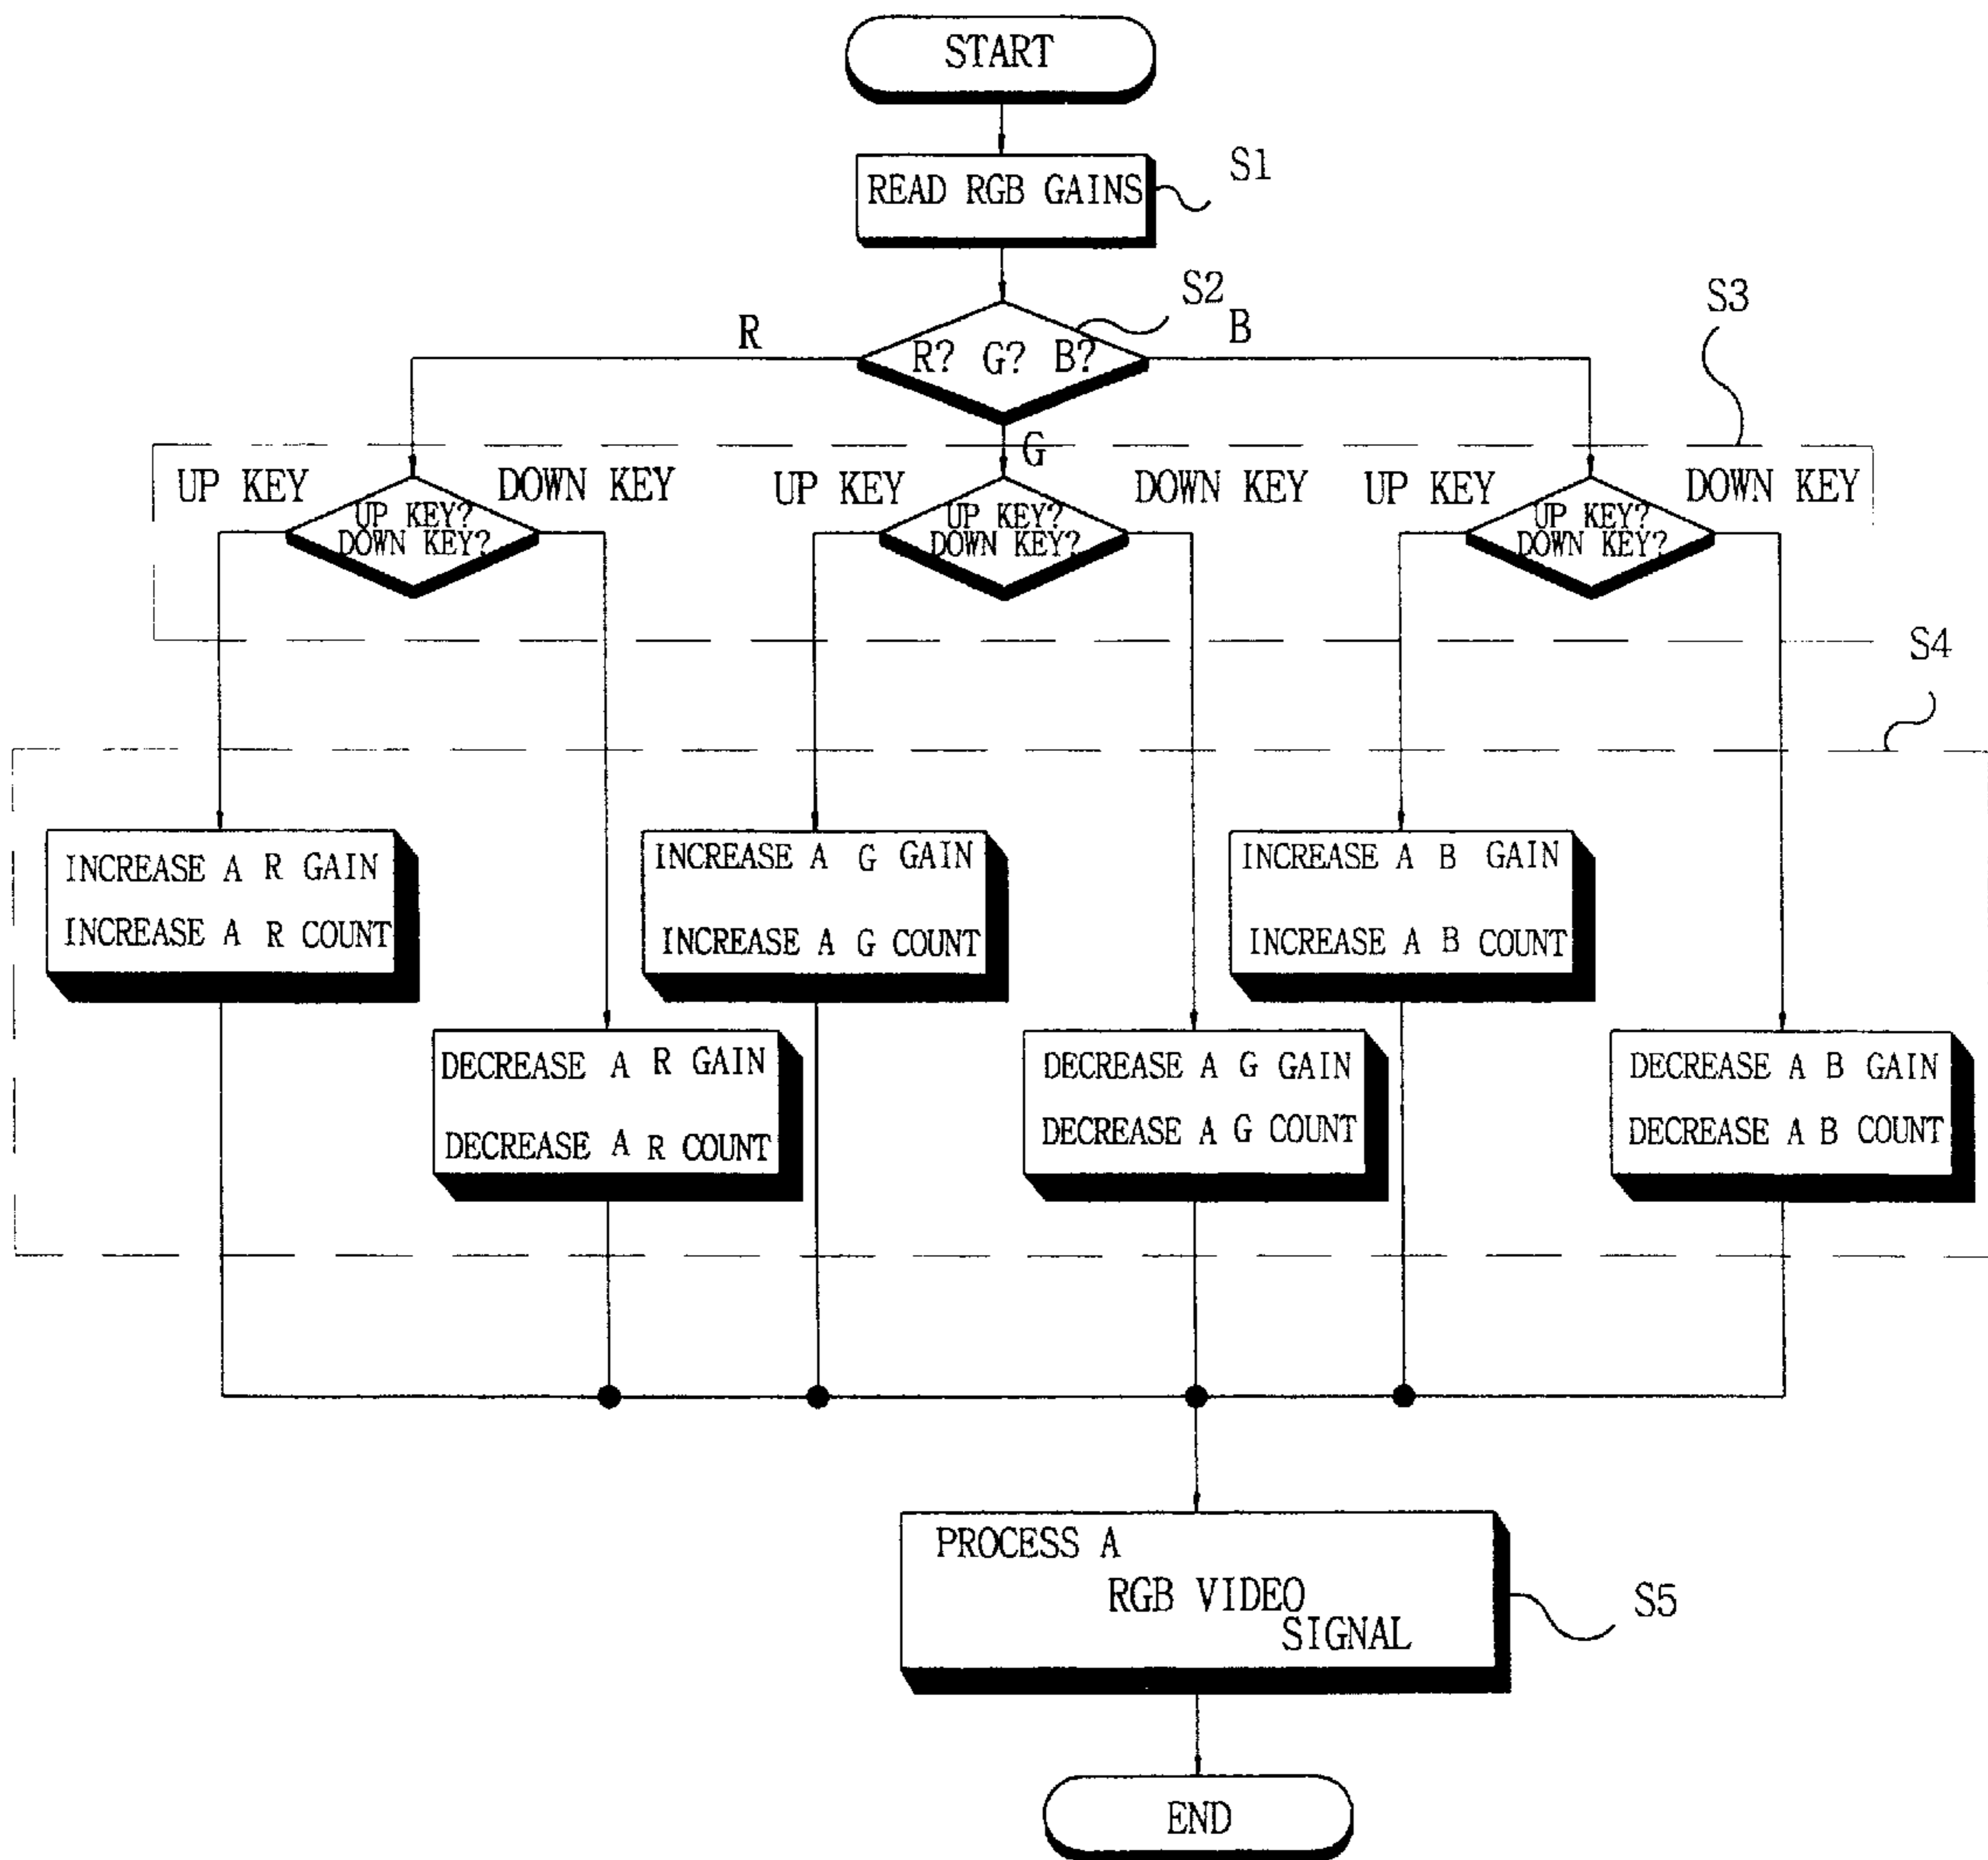 START
READ RGB GAINS
S1
S2
S3
R
B
R? G? B?
G
UP KEY
DOWN KEY
UP KEY
DOWN KEY
UP KEY
DOWN KEY
UP KEY?
DOWN KEY?
UP KEY?
DOWN KEY?
UP KEY?
DOWN KEY?
S4
INCREASE A R GAIN
INCREASE A R COUNT
INCREASE A G GAIN
INCREASE A G COUNT
INCREASE A B GAIN
INCREASE A B COUNT
DECREASE A R GAIN
DECREASE A R COUNT
DECREASE A G GAIN
DECREASE A G COUNT
DECREASE A B GAIN
DECREASE A B COUNT
PROCESS A
RGB VIDEO
SIGNAL
S5
END